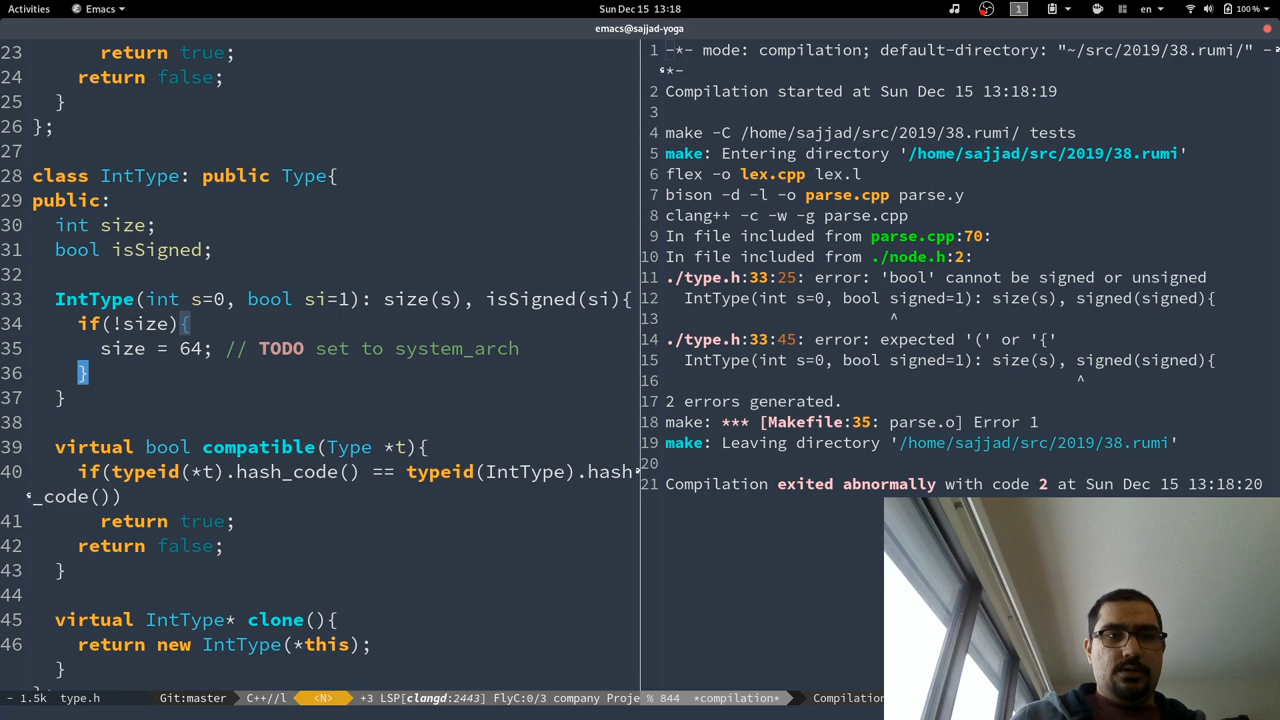 Activities Emacs Sun Dec 15 13:18 1 en 100 %
emacs@sajjad-yoga
23 return true;
24 return false;
25 }
26 };
27
28 class IntType: public Type{
29 public:
30 int size;
31 bool isSigned;
32
33 IntType(int s=0, bool si=1): size(s), isSigned(si){
34 if(!size){
35 size = 64; // TODO set to system_arch
36 }
37 }
38
39 virtual bool compatible(Type *t){
40 if(typeid(*t).hash_code() == typeid(IntType).hash
_code())
41 return true;
42 return false;
43 }
44
45 virtual IntType* clone(){
46 return new IntType(*this);
}
- 1.5k type.h Git:master C++//l <N> +3 LSP[clangd:2443] FlyC:0/3 company Proje
1 -*- mode: compilation; default-directory: "~/src/2019/38.rumi/" -
*-
2 Compilation started at Sun Dec 15 13:18:19
3
4 make -C /home/sajjad/src/2019/38.rumi/ tests
5 make: Entering directory '/home/sajjad/src/2019/38.rumi'
6 flex -o lex.cpp lex.l
7 bison -d -l -o parse.cpp parse.y
8 clang++ -c -w -g parse.cpp
9 In file included from parse.cpp:70:
10 In file included from ./node.h:2:
11 ./type.h:33:25: error: 'bool' cannot be signed or unsigned
12 IntType(int s=0, bool signed=1): size(s), signed(signed){
13 ^
14 ./type.h:33:45: error: expected '(' or '{'
15 IntType(int s=0, bool signed=1): size(s), signed(signed){
16 ^
17 2 errors generated.
18 make: *** [Makefile:35: parse.o] Error 1
19 make: Leaving directory '/home/sajjad/src/2019/38.rumi'
20
21 Compilation exited abnormally with code 2 at Sun Dec 15 13:18:20
% 844 *compilation* Compilation